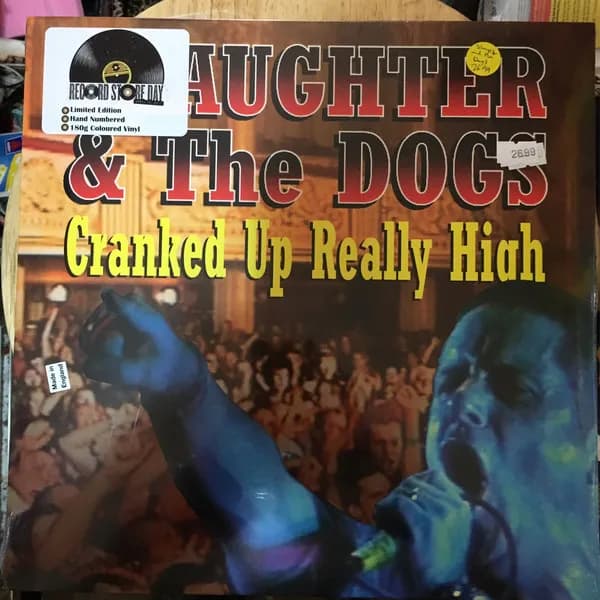 RECORD STORE DAY
Limited Edition
Hand Numbered
180g Coloured Vinyl
AUGHTER
& The DOGS
26.99
Cranked Up Really High
Made in
England